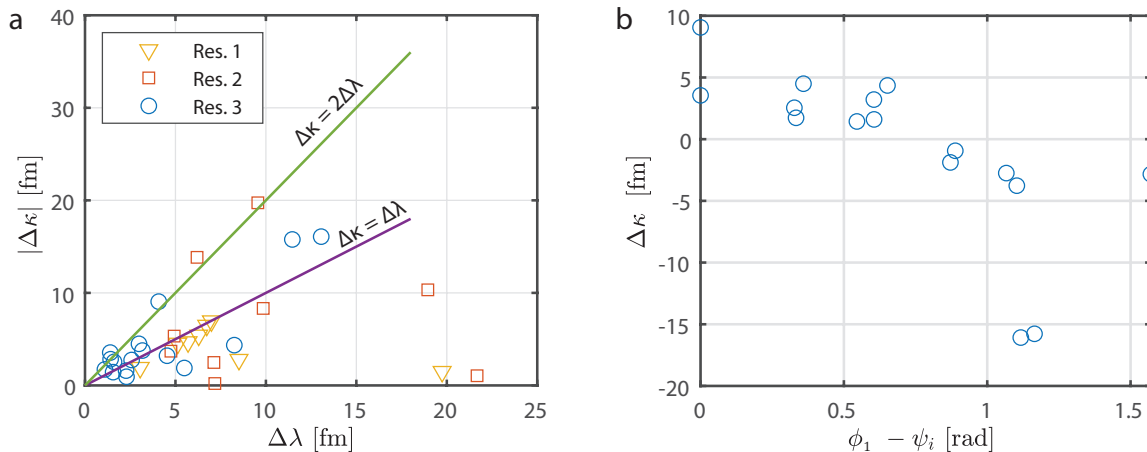 a
40
30
20
10
0
|Δκ| [fm]
Res. 1
Res. 2
Res. 3
Δκ = 2Δλ
Δκ = Δλ
0 5 10 15 20 25
Δλ [fm]
b
10
5
0
-5
-10
-15
-20
Δκ [fm]
0 0.5 1 1.5
ϕ₁ − ψᵢ [rad]